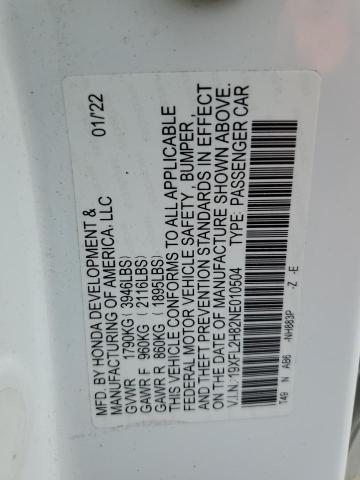 MFD. BY HONDA DEVELOPMENT &
MANUFACTURING OF AMERICA, LLC 01/'22
GVWR 1790KG (3946LBS)
GAWR F 960KG (2116LBS)
GAWR R 860KG (1895LBS)
THIS VEHICLE CONFORMS TO ALL APPLICABLE
FEDERAL MOTOR VEHICLE SAFETY, BUMPER,
AND THEFT PREVENTION STANDARDS IN EFFECT
ON THE DATE OF MANUFACTURE SHOWN ABOVE.
V.I.N: 19XFL2H82NE010504 TYPE: PASSENGER CAR
T49 N AB6 -NH883P -Z -E